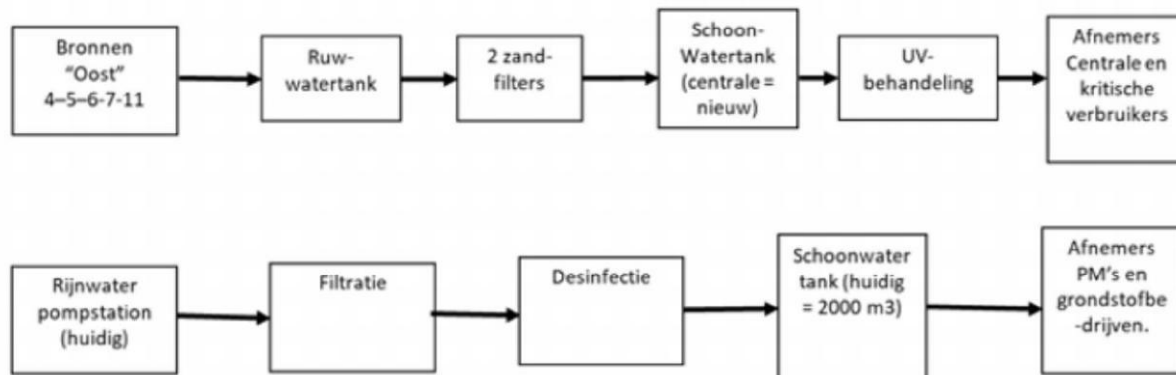 Bronnen
"Oost"
4–5–6-7-11
Ruw-
watertank
2 zand-
filters
Schoon-
Watertank
(centrale =
nieuw)
UV-
behandeling
Afnemers
Centrale en
kritische
verbruikers
Rijnwater
pompstation
(huidig)
Filtratie
Desinfectie
Schoonwater
tank (huidig
= 2000 m3)
Afnemers
PM's en
grondstofbe
-drijven.